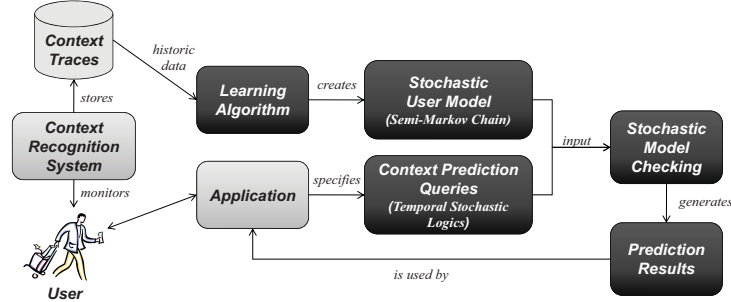 Context
Traces
historic
data
stores
Learning
Algorithm
creates
Stochastic
User Model
(Semi-Markov Chain)
Context
Recognition
System
monitors
User
Application
specifies
Context Prediction
Queries
(Temporal Stochastic
Logics)
input
Stochastic
Model
Checking
generates
Prediction
Results
is used by